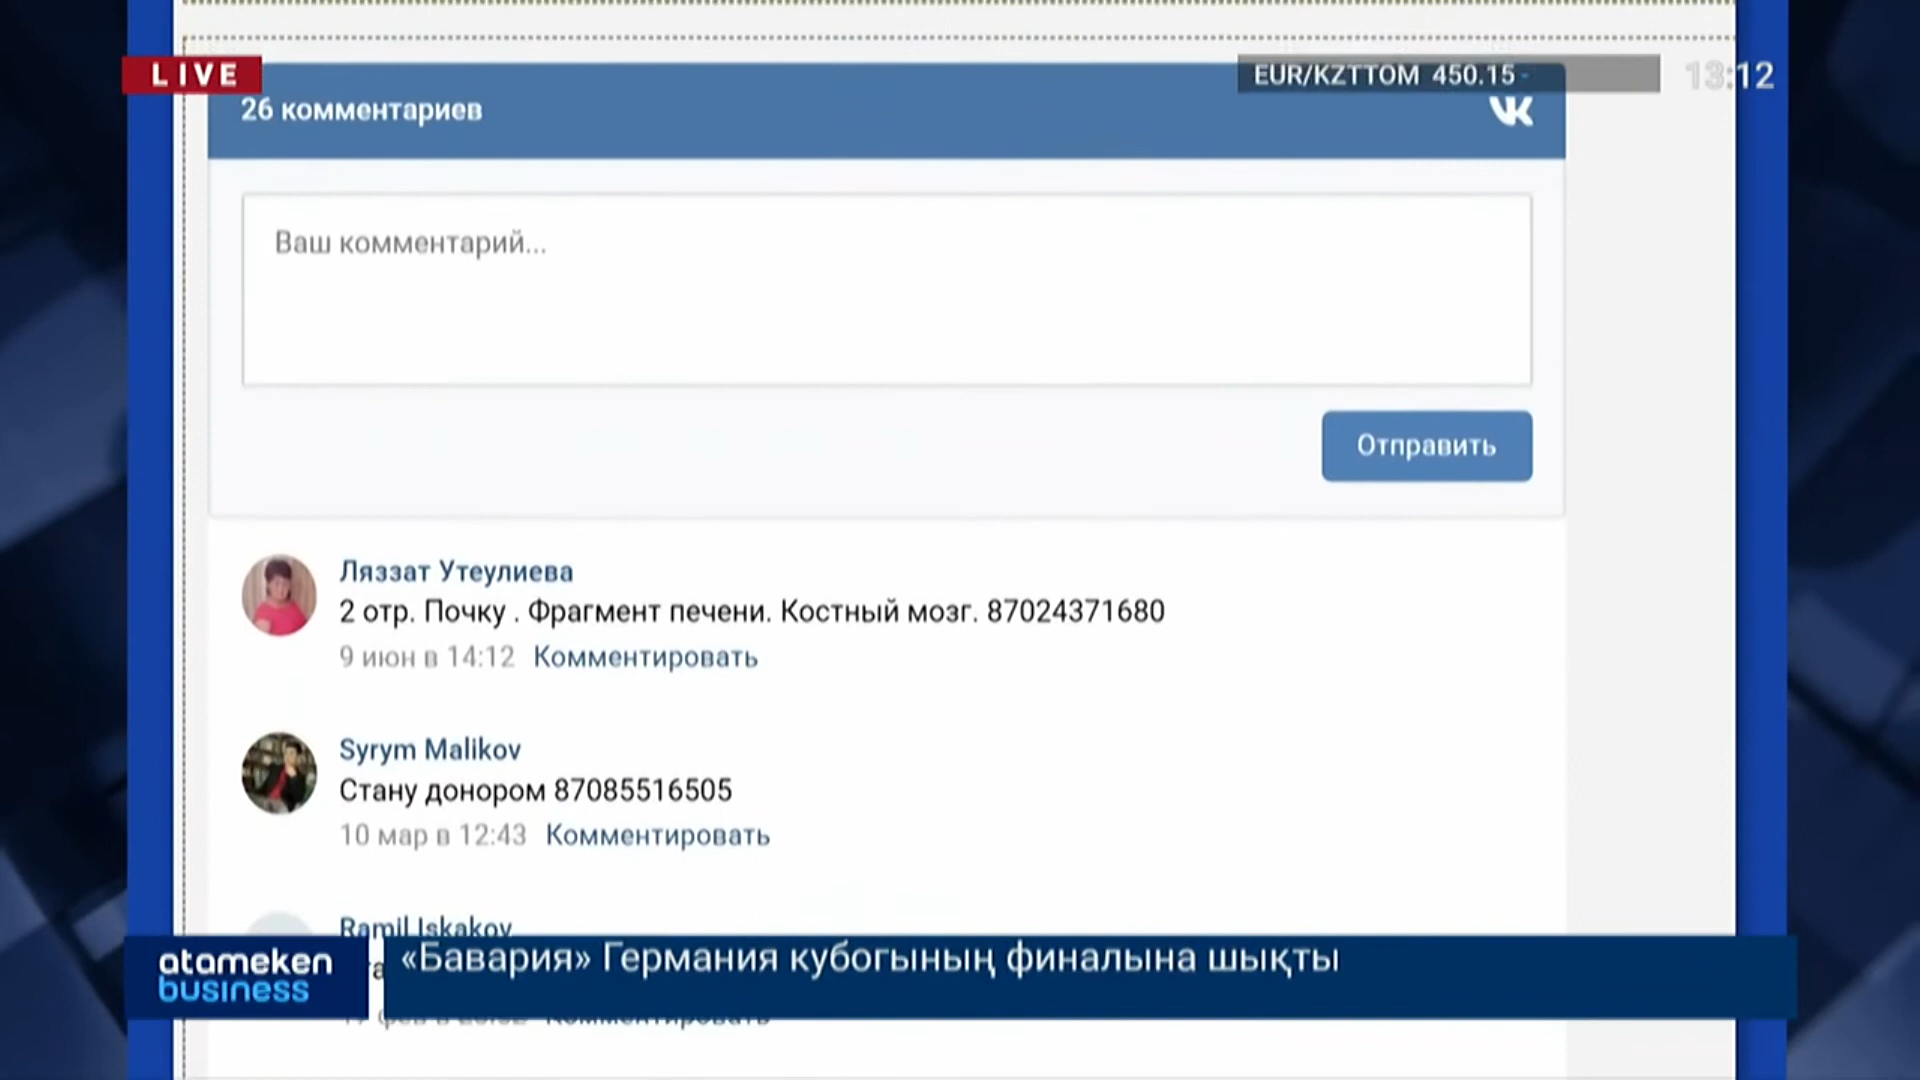 LIVE
EUR/KZTTOM 450.15 -
13:12
26 комментариев
Ваш комментарий...
Отправить
Ляззат Утеулиева
2 отр. Почку . Фрагмент печени. Костный мозг. 87024371680
9 июн в 14:12 Комментировать
Syrym Malikov
Стану донором 87085516505
10 мар в 12:43 Комментировать
Ramil Iskakov
atameken
business
«Бавария» Германия кубогының финалына шықты
Комментировать